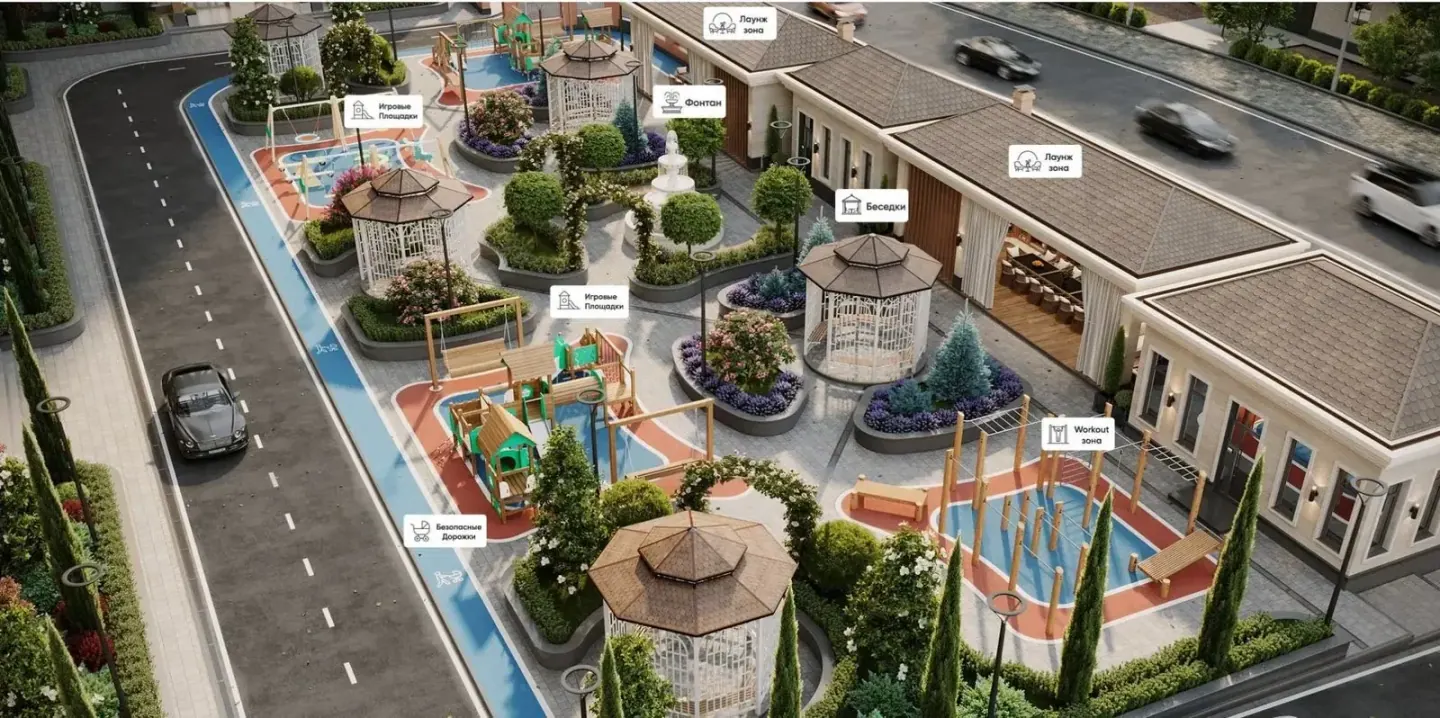 Лаунж
зона
Игровые
Площадки
Фонтан
Лаунж
зона
Беседки
Игровые
Площадки
Workout
зона
Безопасные
Дорожки